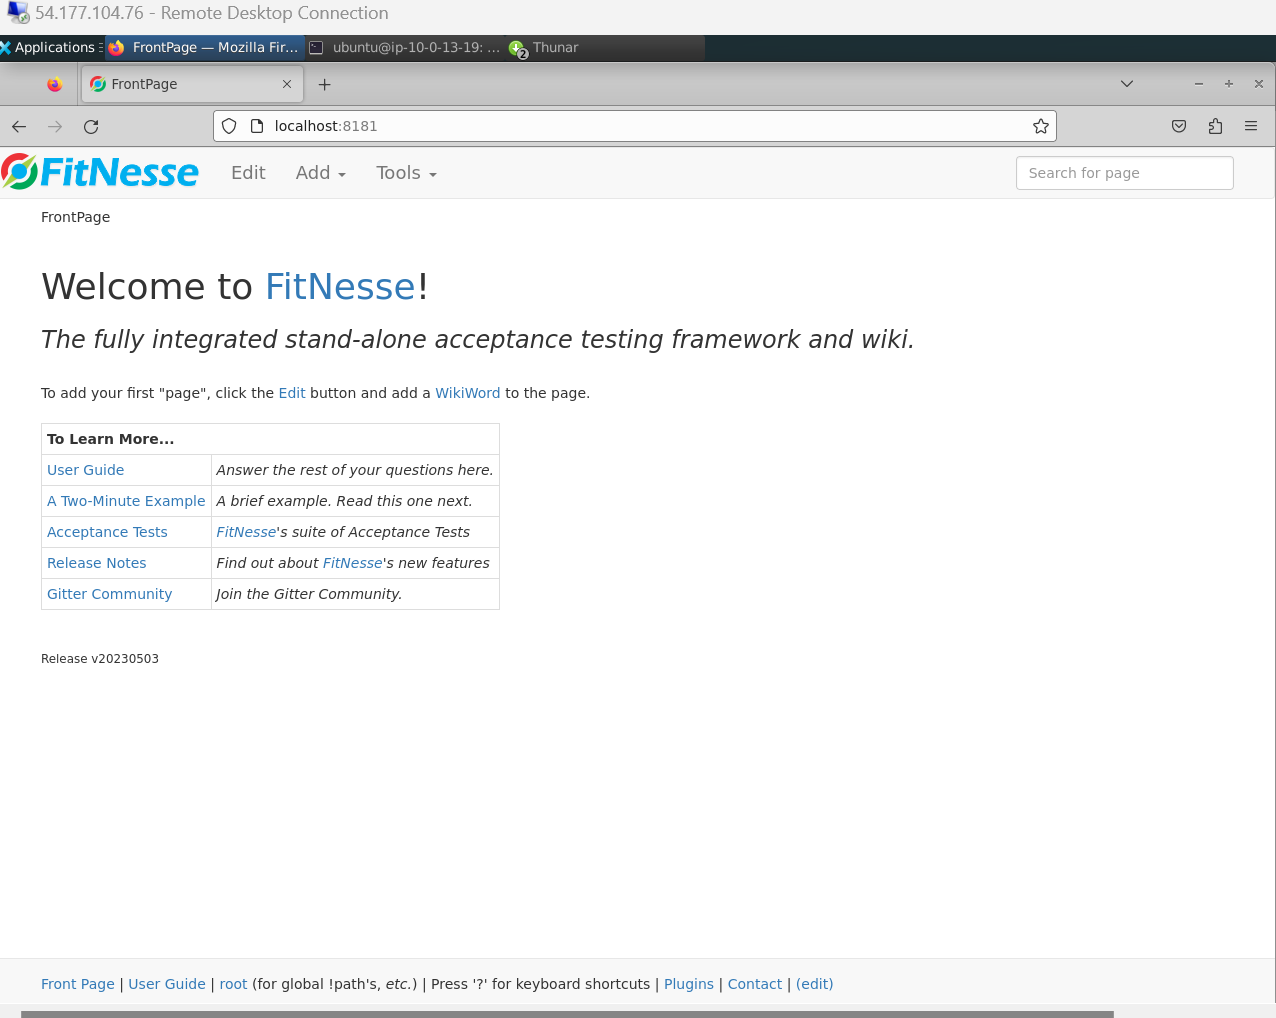 54.177.104.76 - Remote Desktop Connection
Applications FrontPage — Mozilla Fir... ubuntu@ip-10-0-13-19: ... 2 Thunar
FrontPage
localhost:8181
FitNesse Edit Add Tools Search for page
FrontPage
Welcome to FitNesse!
The fully integrated stand-alone acceptance testing framework and wiki.
To add your first "page", click the Edit button and add a WikiWord to the page.
To Learn More...
User Guide Answer the rest of your questions here.
A Two-Minute Example A brief example. Read this one next.
Acceptance Tests FitNesse's suite of Acceptance Tests
Release Notes Find out about FitNesse's new features
Gitter Community Join the Gitter Community.
Release v20230503
Front Page | User Guide | root (for global !path's, etc.) | Press '?' for keyboard shortcuts | Plugins | Contact | (edit)